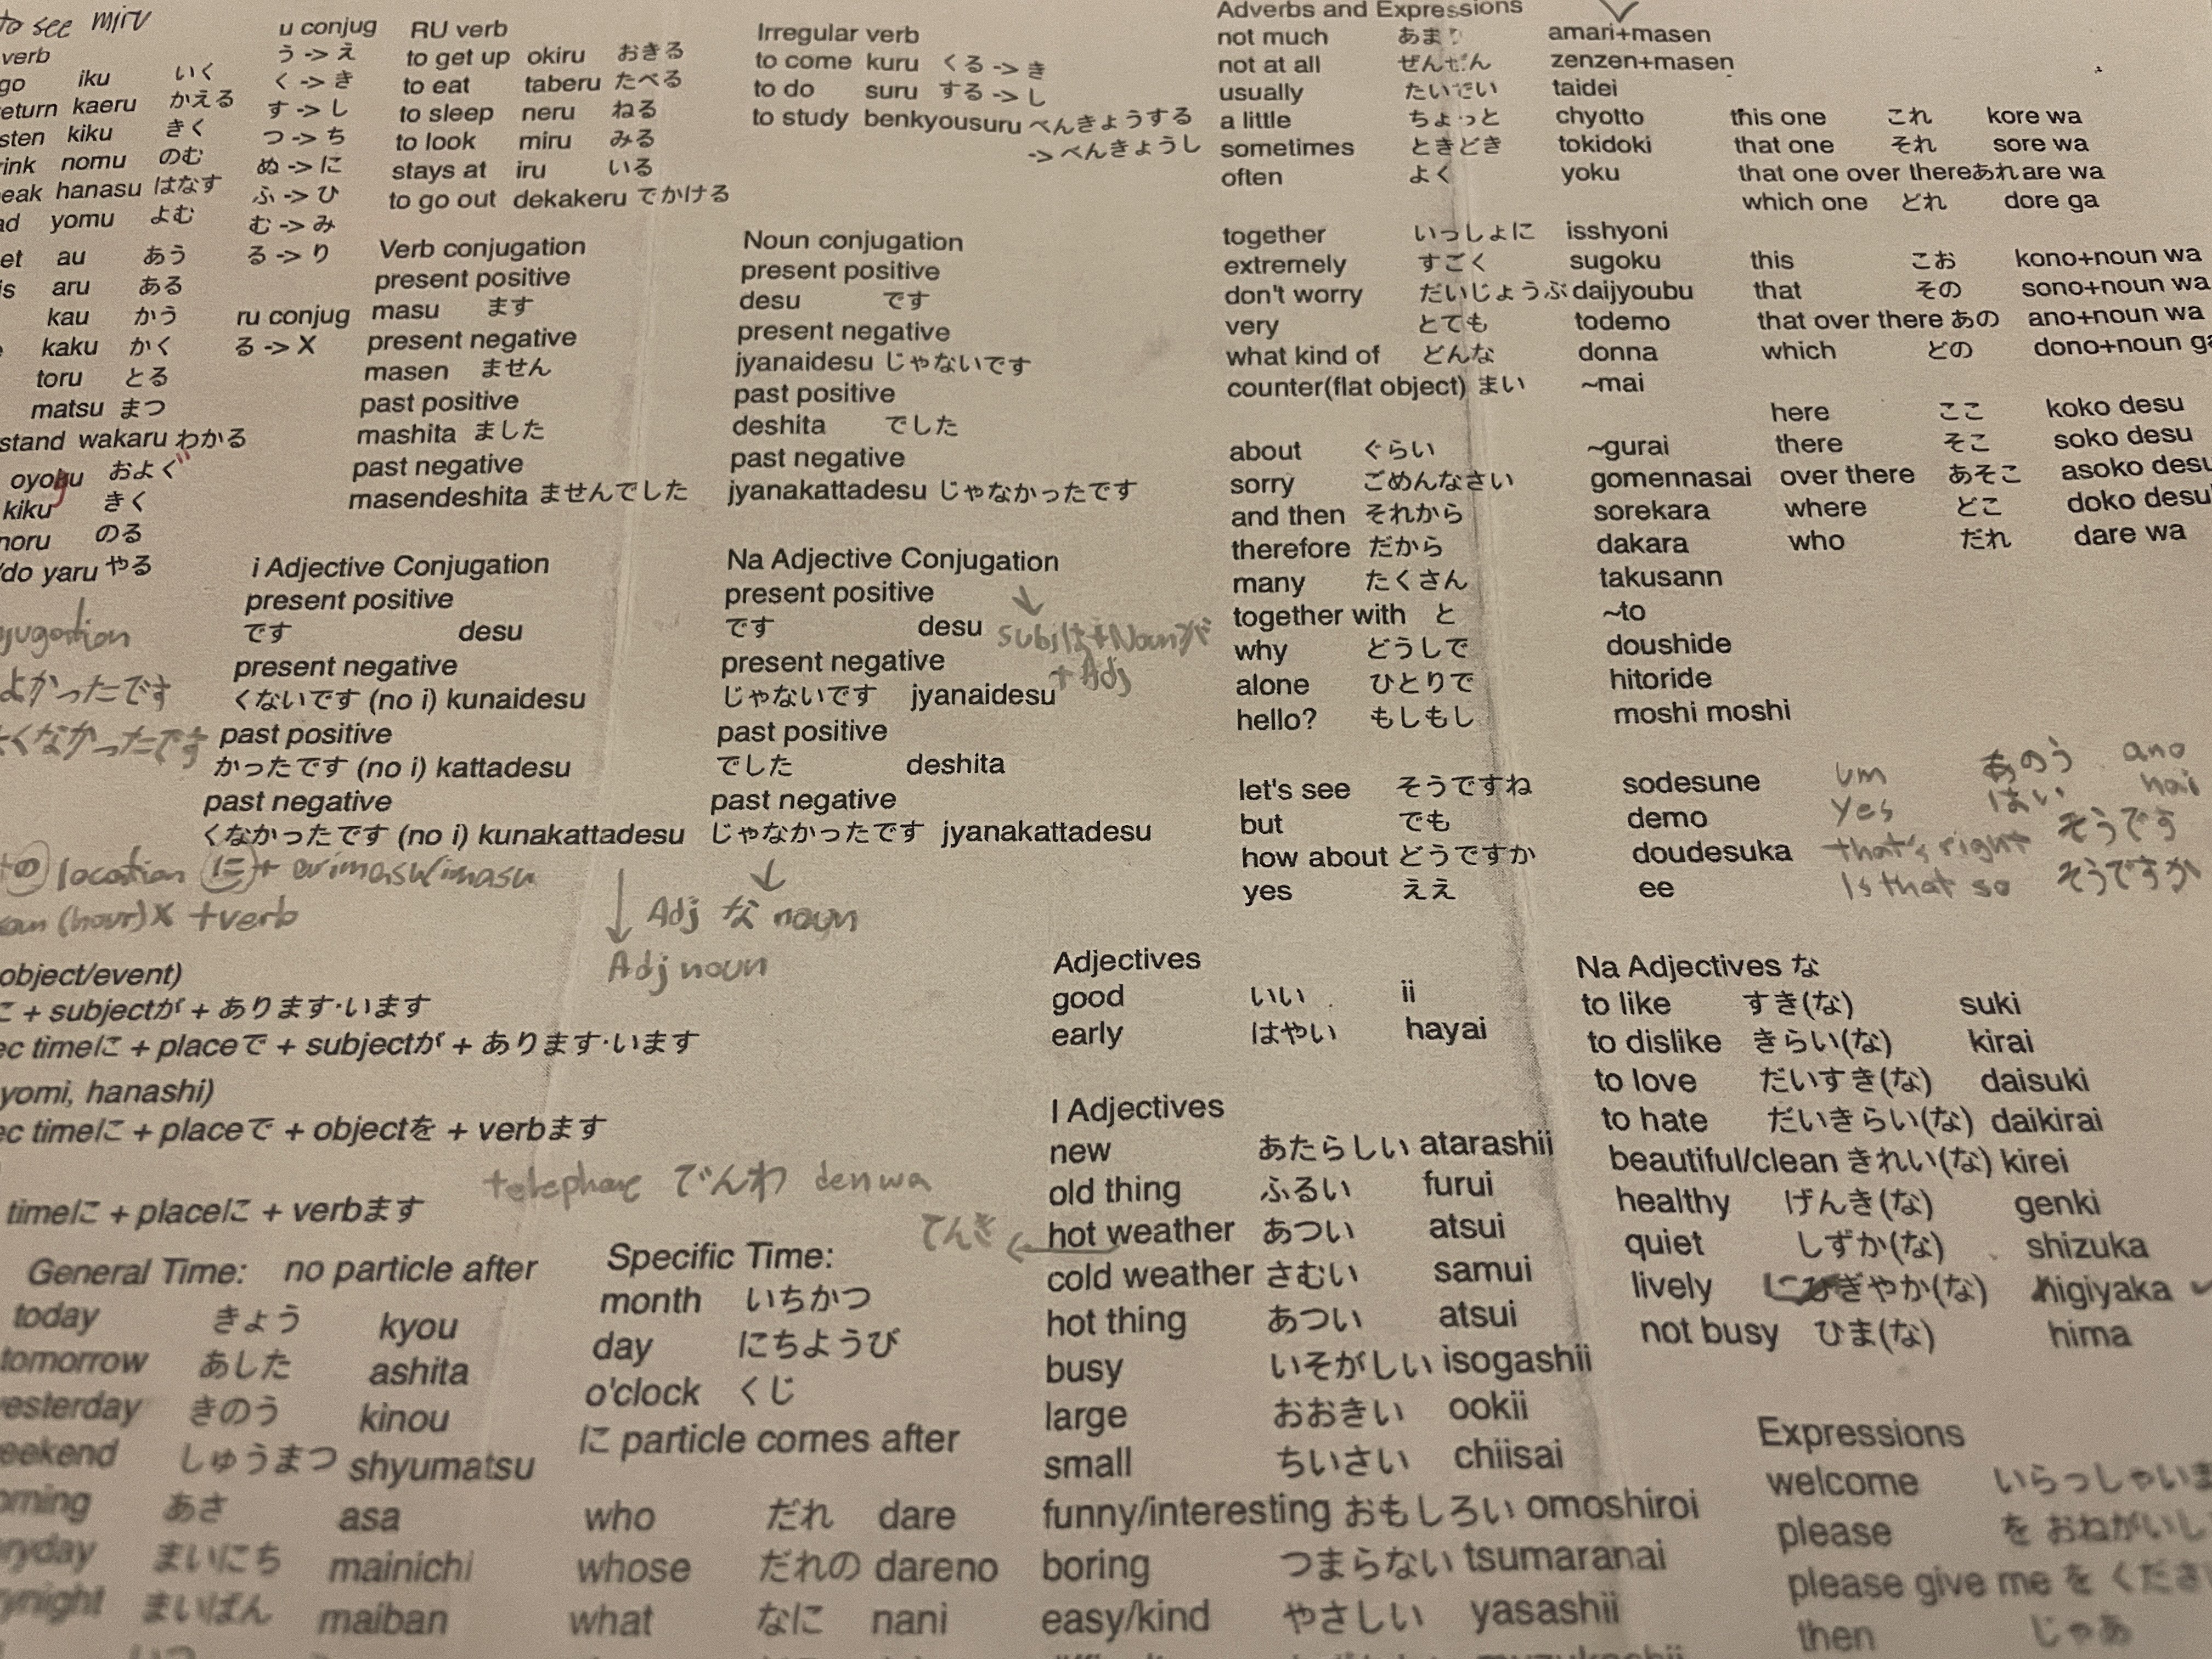 to see miru
verb
go iku いく
return kaeru かえる
kiku きく
nomu のむ
hanasu はなす
yomu よむ
au あう
aru ある
kau かう
kaku かく
toru とる
matsu まつ
wakaru わかる
oyogu およぐ
kiku きく
noru のる
do yaru やる
u conjug
う -> え
く -> き
す -> し
つ -> ち
ぬ -> に
ふ -> ひ
む -> み
る -> り
ru conjug
る -> X
RU verb
to get up okiru おきる
to eat taberu たべる
to sleep neru ねる
to look miru みる
stays at iru いる
to go out dekakeru でかける
Irregular verb
to come kuru くる -> き
to do suru する -> し
to study benkyousuru べんきょうする
-> べんきょうし
Verb conjugation
present positive
masu ます
present negative
masen ません
past positive
mashita ました
past negative
masendeshita ませんでした
Noun conjugation
present positive
desu です
present negative
jyanaidesu じゃないです
past positive
deshita でした
past negative
jyanakattadesu じゃなかったです
i Adjective Conjugation
present positive
です desu
present negative
くないです (no i) kunaidesu
past positive
かったです (no i) kattadesu
past negative
くなかったです (no i) kunakattadesu
よかったです
くなかったです
Na Adjective Conjugation
present positive
です desu
present negative
じゃないです jyanaidesu
past positive
でした deshita
past negative
じゃなかったです jyanakattadesu
は+Nounが
+ Adj
Adj な noun
Adj noun
の location に + arimasu/imasu
(hour) X +verb
object/event)
に + subjectが + あります·います
timeに + placeで + subjectが + あります·います
yomi, hanashi)
timeに + placeで + objectを + verbます
timeに + placeに + verbます
telephone でんわ denwa
てんき
Adverbs and Expressions
not much あまり amari+masen
not at all ぜんぜん zenzen+masen
usually たいてい taidei
a little ちょっと chyotto
sometimes ときどき tokidoki
often よく yoku
together いっしょに isshyoni
extremely すごく sugoku
don't worry だいじょうぶ daijyoubu
very とても todemo
what kind of どんな donna
counter(flat object) まい ~mai
about ぐらい ~gurai
sorry ごめんなさい gomennasai
and then それから sorekara
therefore だから dakara
many たくさん takusann
together with と ~to
why どうしで doushide
alone ひとりで hitoride
hello? もしもし moshi moshi
let's see そうですね sodesune
but でも demo
how about どうですか doudesuka
yes ええ ee
this one これ kore wa
that one それ sore wa
that one over there あれ are wa
which one どれ dore ga
this こお kono+noun wa
that その sono+noun wa
that over there あの ano+noun wa
which どの dono+noun ga
here ここ koko desu
there そこ soko desu
over there あそこ asoko desu
where どこ doko desu
who だれ dare wa
um あのう ano
yes はい hai
that's right そうです
Is that so そうですか
General Time: no particle after
today きょう kyou
tomorrow あした ashita
yesterday きのう kinou
しゅうまつ shyumatsu
あさ asa
まいにち mainichi
まいばん maiban
Specific Time:
month いちかつ
day にちようび
o'clock くじ
に particle comes after
who だれ dare
whose だれの dareno
what なに nani
Adjectives
good いい ii
early はやい hayai
I Adjectives
new あたらしい atarashii
old thing ふるい furui
hot weather あつい atsui
cold weather さむい samui
hot thing あつい atsui
busy いそがしい isogashii
large おおきい ookii
small ちいさい chiisai
funny/interesting おもしろい omoshiroi
boring つまらない tsumaranai
easy/kind やさしい yasashii
Na Adjectives な
to like すき(な) suki
to dislike きらい(な) kirai
to love だいすき(な) daisuki
to hate だいきらい(な) daikirai
beautiful/clean きれい(な) kirei
healthy げんき(な) genki
quiet しずか(な) shizuka
lively にぎやか(な) higiyaka
not busy ひま(な) hima
Expressions
welcome いらっしゃいま
please を おねがいし
please give me を くださ
then じゃあ